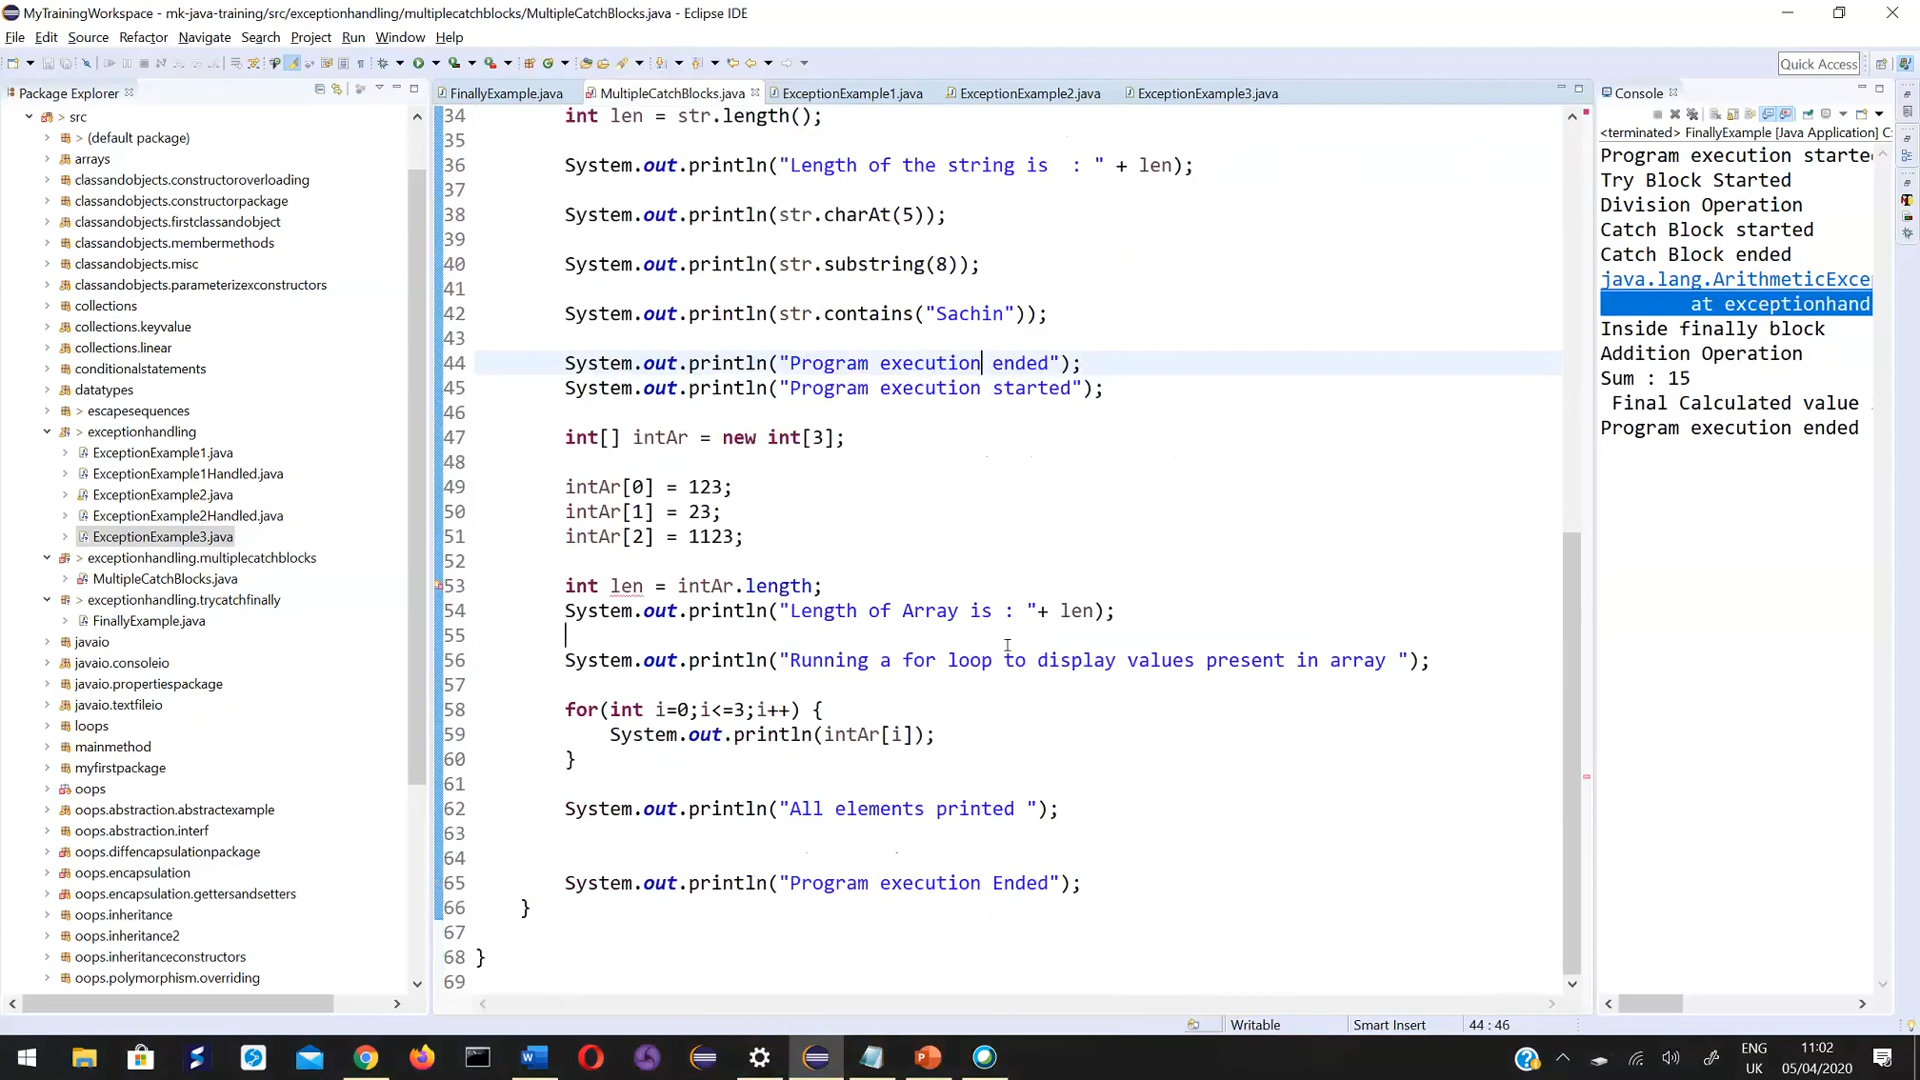 MyTrainingWorkspace - mk-java-training/src/exceptionhandling/multiplecatchblocks/MultipleCatchBlocks.java - Eclipse IDE
File Edit Source Refactor Navigate Search Project Run Window Help
Quick Access
Package Explorer
> src
> (default package)
arrays
classandobjects.constructoroverloading
classandobjects.constructorpackage
classandobjects.firstclassandobject
classandobjects.membermethods
classandobjects.misc
classandobjects.parameterizexconstructors
collections
collections.keyvalue
collections.linear
conditionalstatements
datatypes
> escapesequences
> exceptionhandling
ExceptionExample1.java
ExceptionExample1Handled.java
ExceptionExample2.java
ExceptionExample2Handled.java
ExceptionExample3.java
> exceptionhandling.multiplecatchblocks
MultipleCatchBlocks.java
> exceptionhandling.trycatchfinally
FinallyExample.java
javaio
javaio.consoleio
javaio.propertiespackage
javaio.textfileio
loops
mainmethod
myfirstpackage
oops
oops.abstraction.abstractexample
oops.abstraction.interf
oops.diffencapsulationpackage
oops.encapsulation
oops.encapsulation.gettersandsetters
oops.inheritance
oops.inheritance2
oops.inheritanceconstructors
oops.polymorphism.overriding
FinallyExample.java MultipleCatchBlocks.java ExceptionExample1.java ExceptionExample2.java ExceptionExample3.java
34 int len = str.length();
35
36 System.out.println("Length of the string is  : " + len);
37
38 System.out.println(str.charAt(5));
39
40 System.out.println(str.substring(8));
41
42 System.out.println(str.contains("Sachin"));
43
44 System.out.println("Program execution ended");
45 System.out.println("Program execution started");
46
47 int[] intAr = new int[3];
48
49 intAr[0] = 123;
50 intAr[1] = 23;
51 intAr[2] = 1123;
52
53 int len = intAr.length;
54 System.out.println("Length of Array is : "+ len);
55
56 System.out.println("Running a for loop to display values present in array ");
57
58 for(int i=0;i<=3;i++) {
59 System.out.println(intAr[i]);
60 }
61
62 System.out.println("All elements printed ");
63
64
65 System.out.println("Program execution Ended");
66 }
67
68 }
69
Console
<terminated> FinallyExample [Java Application] C:
Program execution starte
Try Block Started
Division Operation
Catch Block started
Catch Block ended
java.lang.ArithmeticExce
at exceptionhand
Inside finally block
Addition Operation
Sum : 15
Final Calculated value
Program execution ended
Writable Smart Insert 44 : 46
ENG
UK
11:02
05/04/2020